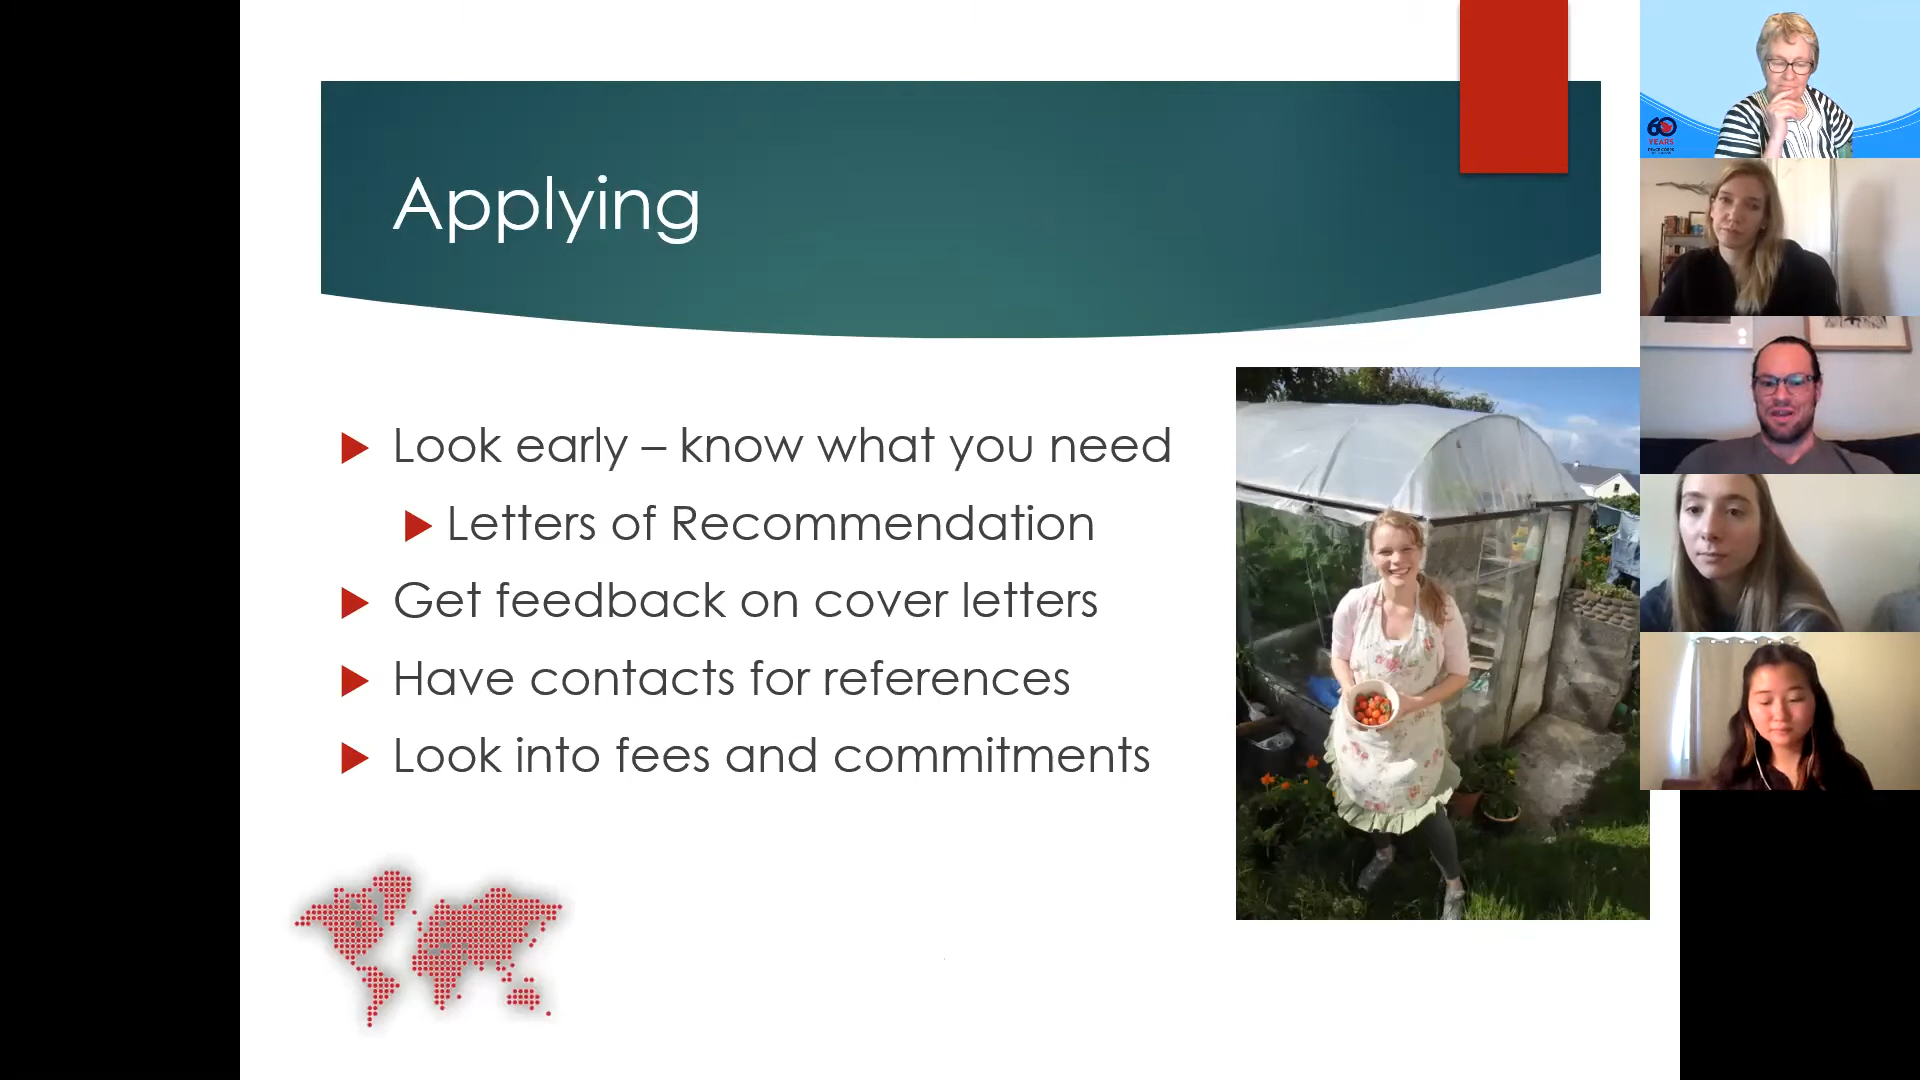 Applying
Look early – know what you need
Letters of Recommendation
Get feedback on cover letters
Have contacts for references
Look into fees and commitments
60
YEARS